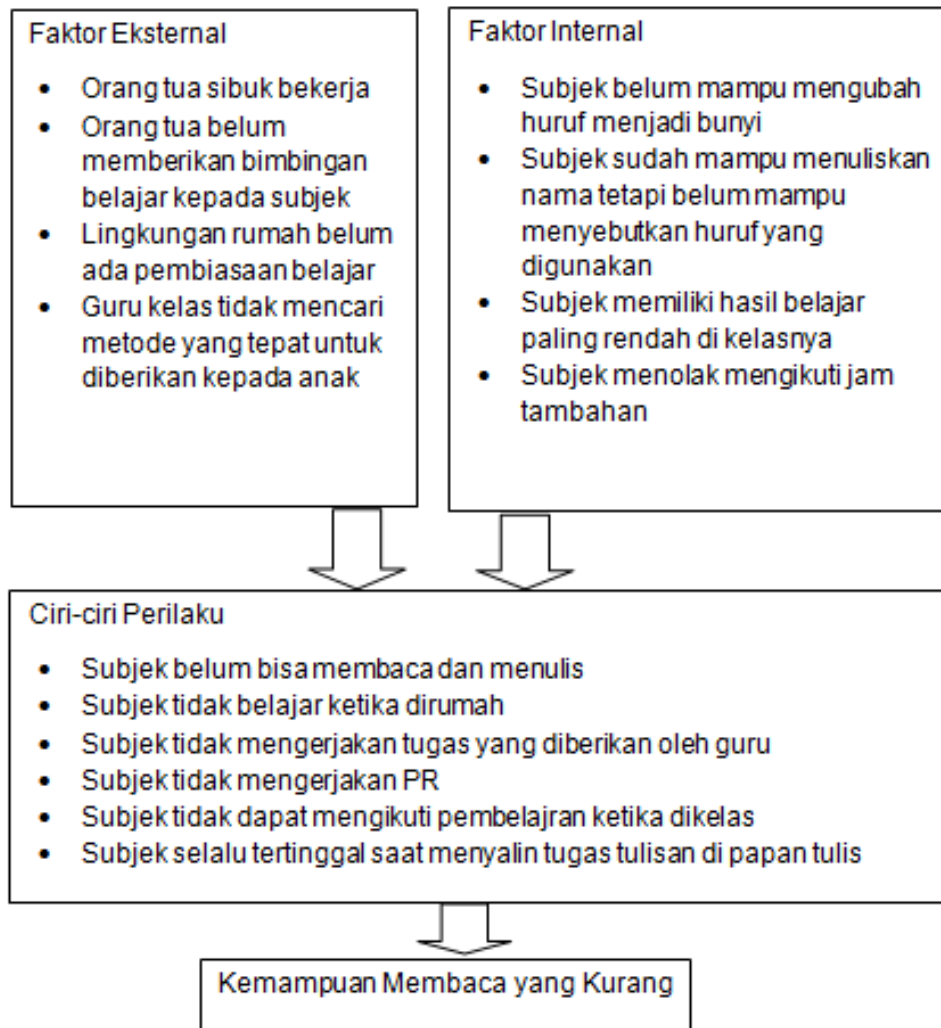 Faktor Eksternal
• Orang tua sibuk bekerja
• Orang tua belum
memberikan bimbingan
belajar kepada subjek
• Lingkungan rumah belum
ada pembiasaan belajar
• Guru kelas tidak mencari
metode yang tepat untuk
diberikan kepada anak
Faktor Internal
• Subjek belum mampu mengubah
huruf menjadi bunyi
• Subjek sudah mampu menuliskan
nama tetapi belum mampu
menyebutkan huruf yang
digunakan
• Subjek memiliki hasil belajar
paling rendah di kelasnya
• Subjek menolak mengikuti jam
tambahan
Ciri-ciri Perilaku
• Subjek belum bisa membaca dan menulis
• Subjek tidak belajar ketika dirumah
• Subjek tidak mengerjakan tugas yang diberikan oleh guru
• Subjek tidak mengerjakan PR
• Subjek tidak dapat mengikuti pembelajran ketika dikelas
• Subjek selalu tertinggal saat menyalin tugas tulisan di papan tulis
Kemampuan Membaca yang Kurang